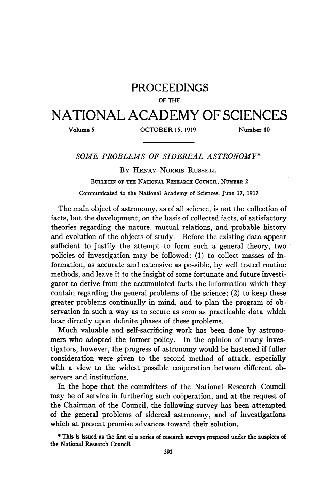 PROCEEDINGS
OF THE
NATIONAL ACADEMY OF SCIENCES
Volume 5 OCTOBER 15, 1919 Number 10
SOME PROBLEMS OF SIDEREAL ASTRONOMY*
BY HENRY NORRIS RUSSELL
BULLETIN OF THE NATIONAL RESEARCH COUNCIL, NUMBER 2
Communicated to the National Academy of Sciences, June 17, 1917
The main object of astronomy, as of all science, is not the collection of
facts, but the development, on the basis of collected facts, of satisfactory
theories regarding the nature, mutual relations, and probable history
and evolution of the objects of study. Before the existing data appear
sufficient to justify the attempt to form such a general theory, two
policies of investigation may be followed: (1) to collect masses of in-
formation, as accurate and extensive as possible, by well tested routine
methods, and leave it to the insight of some fortunate and future investi-
gator to derive from the accumulated facts the information which they
contain regarding the general problems of the science; (2) to keep these
greater problems continually in mind, and to plan the program of ob-
servation in such a way as to secure as soon as practicable data which
bear directly upon definite phases of these problems.
Much valuable and self-sacrificing work has been done by astrono-
mers who adopted the former policy. In the opinion of many inves-
tigators, however, the progress of astronomy would be hastened if fuller
consideration were given to the second method of attack, especially
with a view to the widest possible cooperation between different ob-
servers and institutions.
In the hope that the committees of the National Research Council
may be of service in furthering such cooperation, and at the request of
the Chairman of the Council, the following survey has been attempted
of the general problems of sidereal astronomy, and of investigations
which at present promise advances toward their solution.
* This is issued as the first of a series of research surveys prepared under the auspices of
the National Research Council.
391